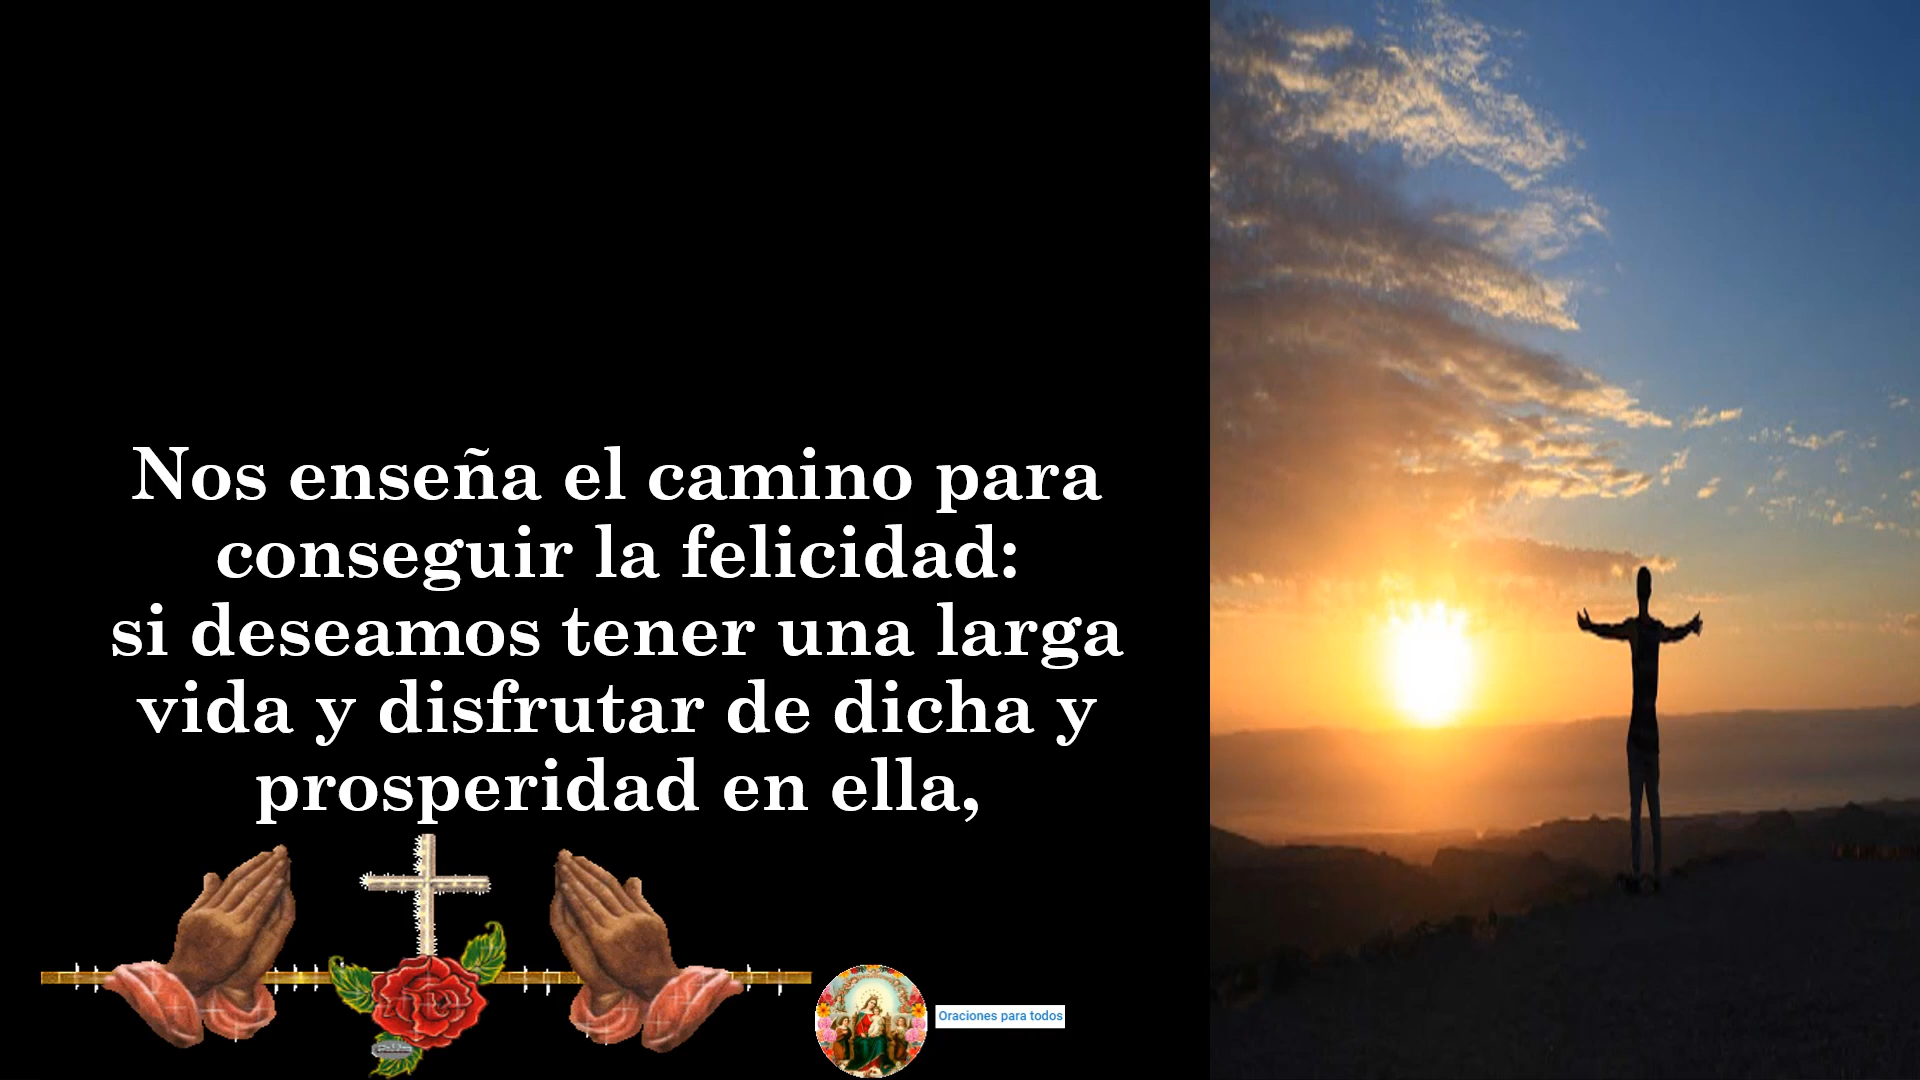 Nos enseña el camino para
conseguir la felicidad:
si deseamos tener una larga
vida y disfrutar de dicha y
prosperidad en ella,
Oraciones para todos